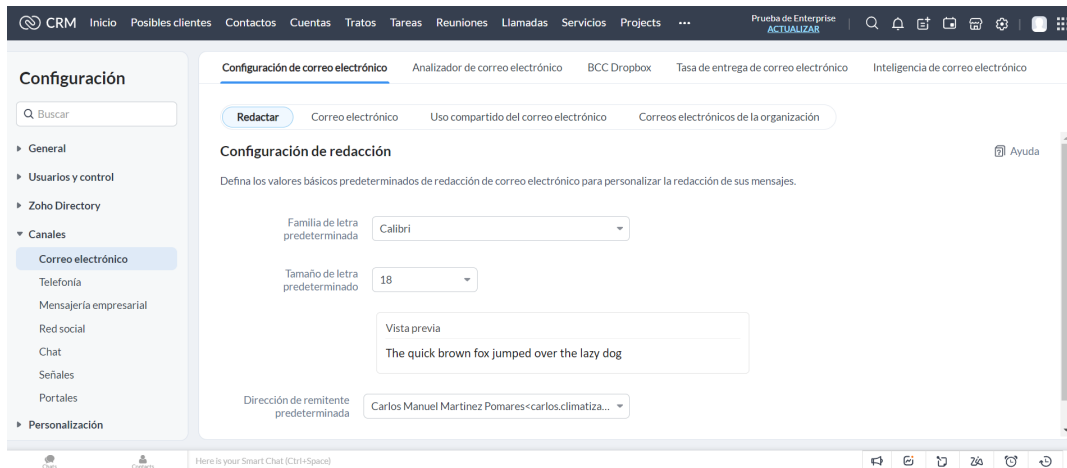 CRM Inicio Posibles clientes Contactos Cuentas Tratos Tareas Reuniones Llamadas Servicios Projects ••• Prueba de Enterprise
ACTUALIZAR
Configuración
Buscar
General
Usuarios y control
Zoho Directory
Canales
Correo electrónico
Telefonía
Mensajería empresarial
Red social
Chat
Señales
Portales
Personalización
Configuración de correo electrónico Analizador de correo electrónico BCC Dropbox Tasa de entrega de correo electrónico Inteligencia de correo electrónico
Redactar Correo electrónico Uso compartido del correo electrónico Correos electrónicos de la organización
Configuración de redacción Ayuda
Defina los valores básicos predeterminados de redacción de correo electrónico para personalizar la redacción de sus mensajes.
Familia de letra
predeterminada
Calibri
Tamaño de letra
predeterminado
18
Vista previa
The quick brown fox jumped over the lazy dog
Dirección de remitente
predeterminada
Carlos Manuel Martinez Pomares<carlos.climatiza...
Chats Contacts Here is your Smart Chat (Ctrl+Space)